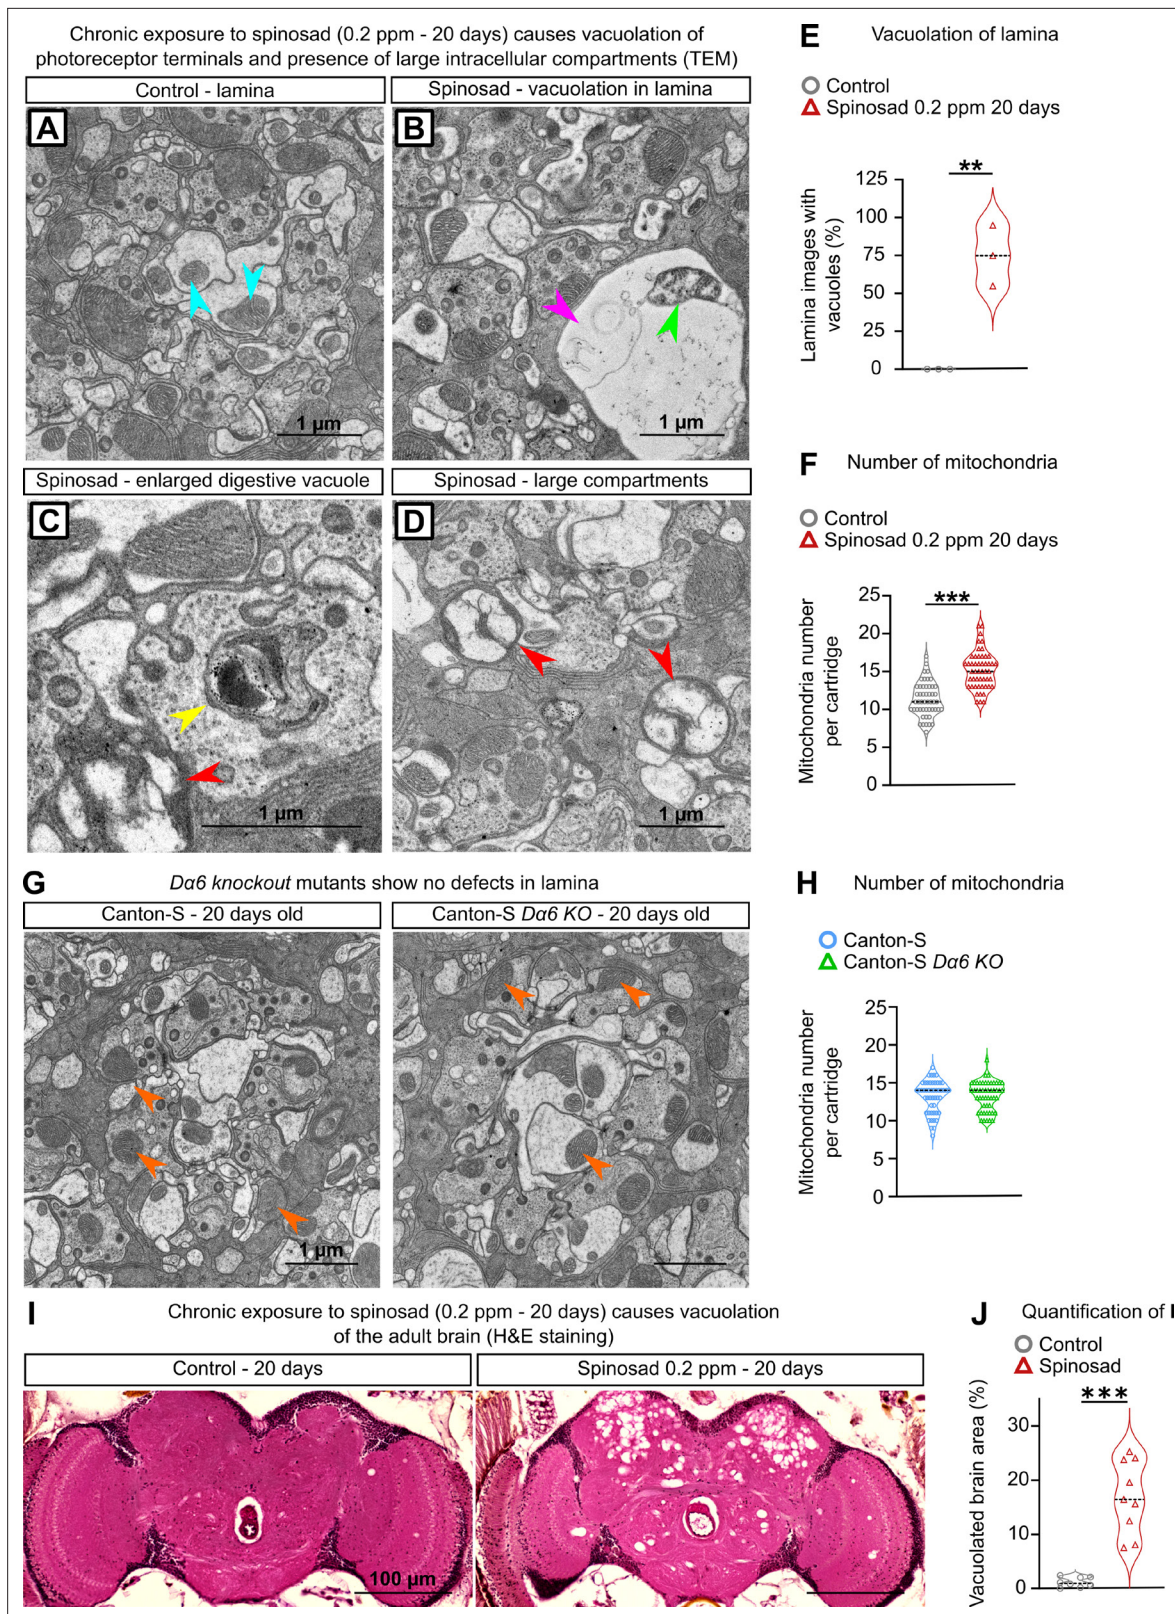 Chronic exposure to spinosad (0.2 ppm - 20 days) causes vacuolation of
photoreceptor terminals and presence of large intracellular compartments (TEM)
Control - lamina
Spinosad - vacuolation in lamina
A
1 µm
B
1 µm
Spinosad - enlarged digestive vacuole
Spinosad - large compartments
C
1 µm
D
1 µm
E
Vacuolation of lamina
Control
Spinosad 0.2 ppm 20 days
**
Lamina images with
vacuoles (%)
125
100
75
50
25
0
F
Number of mitochondria
Control
Spinosad 0.2 ppm 20 days
***
Mitochondria number
per cartridge
25
20
15
10
5
0
G
Dα6 knockout mutants show no defects in lamina
Canton-S - 20 days old
Canton-S Dα6 KO - 20 days old
1 µm
H
Number of mitochondria
Canton-S
Canton-S Dα6 KO
Mitochondria number
per cartridge
25
20
15
10
5
0
I
Chronic exposure to spinosad (0.2 ppm - 20 days) causes vacuolation
of the adult brain (H&E staining)
Control - 20 days
Spinosad 0.2 ppm - 20 days
100 µm
J
Quantification of
Control
Spinosad
***
Vacuolated brain area (%)
30
20
10
0